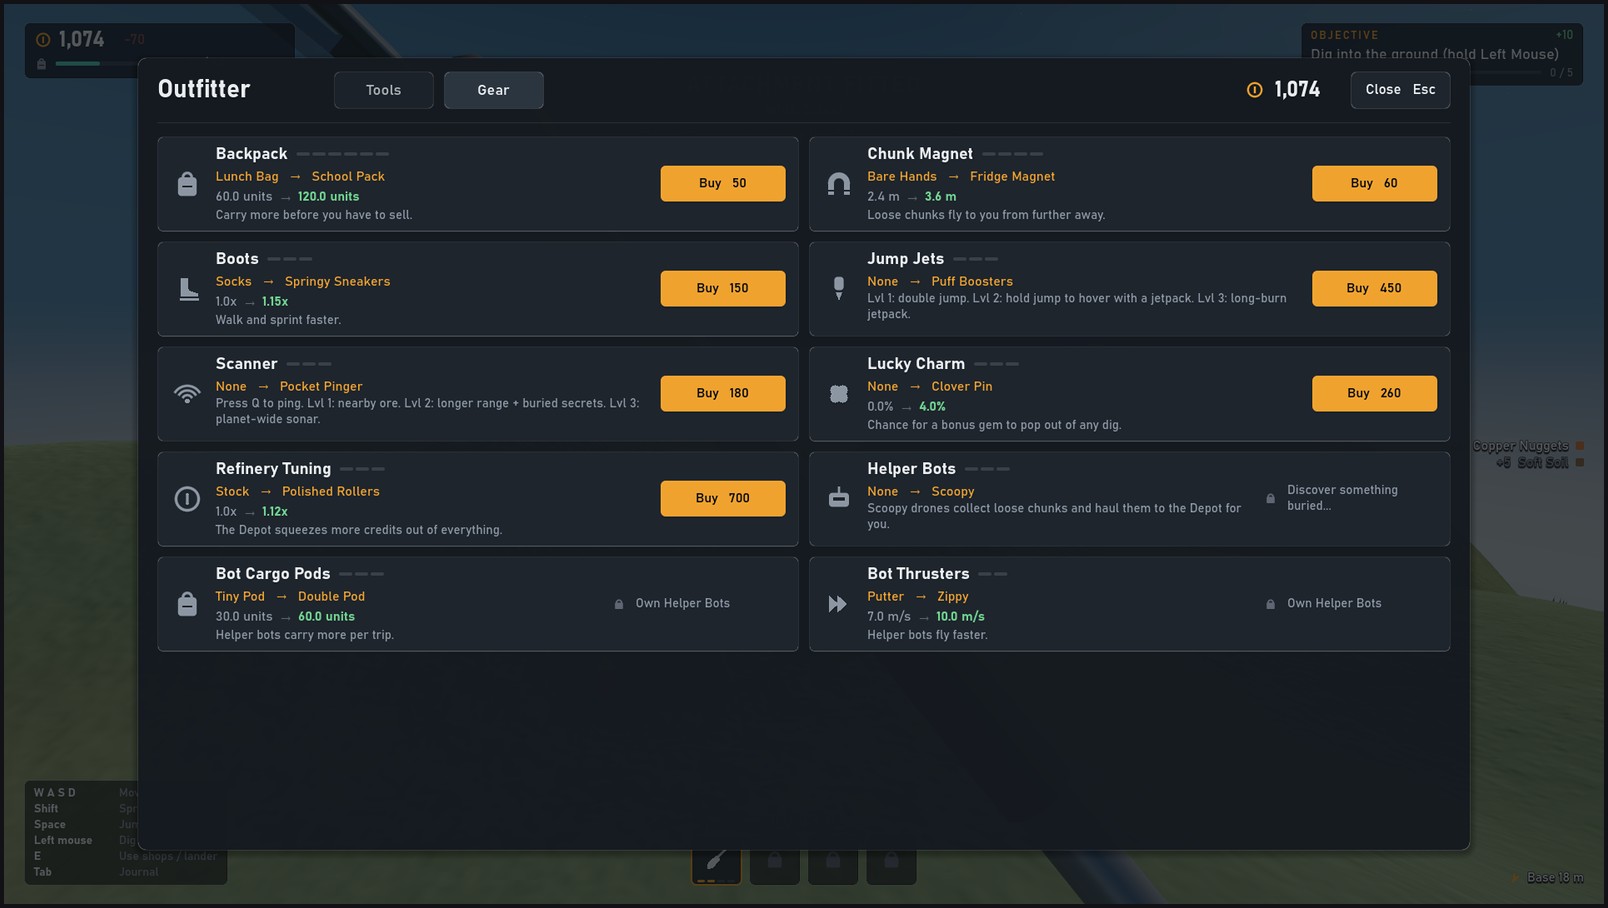 1,074 -70
OBJECTIVE +10
Dig into the ground (hold Left Mouse)
0 / 5
Outfitter
Tools
Gear
1,074
Close Esc
Backpack
Lunch Bag → School Pack
60.0 units → 120.0 units
Carry more before you have to sell.
Buy 50
Chunk Magnet
Bare Hands → Fridge Magnet
2.4 m → 3.6 m
Loose chunks fly to you from further away.
Buy 60
Boots
Socks → Springy Sneakers
1.0x → 1.15x
Walk and sprint faster.
Buy 150
Jump Jets
None → Puff Boosters
Lvl 1: double jump. Lvl 2: hold jump to hover with a jetpack. Lvl 3: long-burn
jetpack.
Buy 450
Scanner
None → Pocket Pinger
Press Q to ping. Lvl 1: nearby ore. Lvl 2: longer range + buried secrets. Lvl 3:
planet-wide sonar.
Buy 180
Lucky Charm
None → Clover Pin
0.0% → 4.0%
Chance for a bonus gem to pop out of any dig.
Buy 260
Refinery Tuning
Stock → Polished Rollers
1.0x → 1.12x
The Depot squeezes more credits out of everything.
Buy 700
Helper Bots
None → Scoopy
Scoopy drones collect loose chunks and haul them to the Depot for
you.
Discover something
buried...
Bot Cargo Pods
Tiny Pod → Double Pod
30.0 units → 60.0 units
Helper bots carry more per trip.
Own Helper Bots
Bot Thrusters
Putter → Zippy
7.0 m/s → 10.0 m/s
Helper bots fly faster.
Own Helper Bots
Copper Nuggets
+5 Soft Soil
W A S D
Shift
Space
Left mouse Dig
E Use shops / lander
Tab Journal
Base 18 m